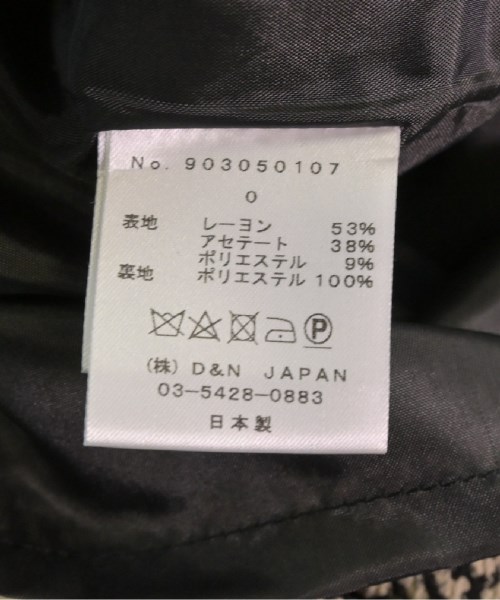 No. 903050107
0
表地 レーヨン 53%
アセテート 38%
ポリエステル 9%
裏地 ポリエステル 100%
P
(株) D&N JAPAN
03-5428-0883
日本製